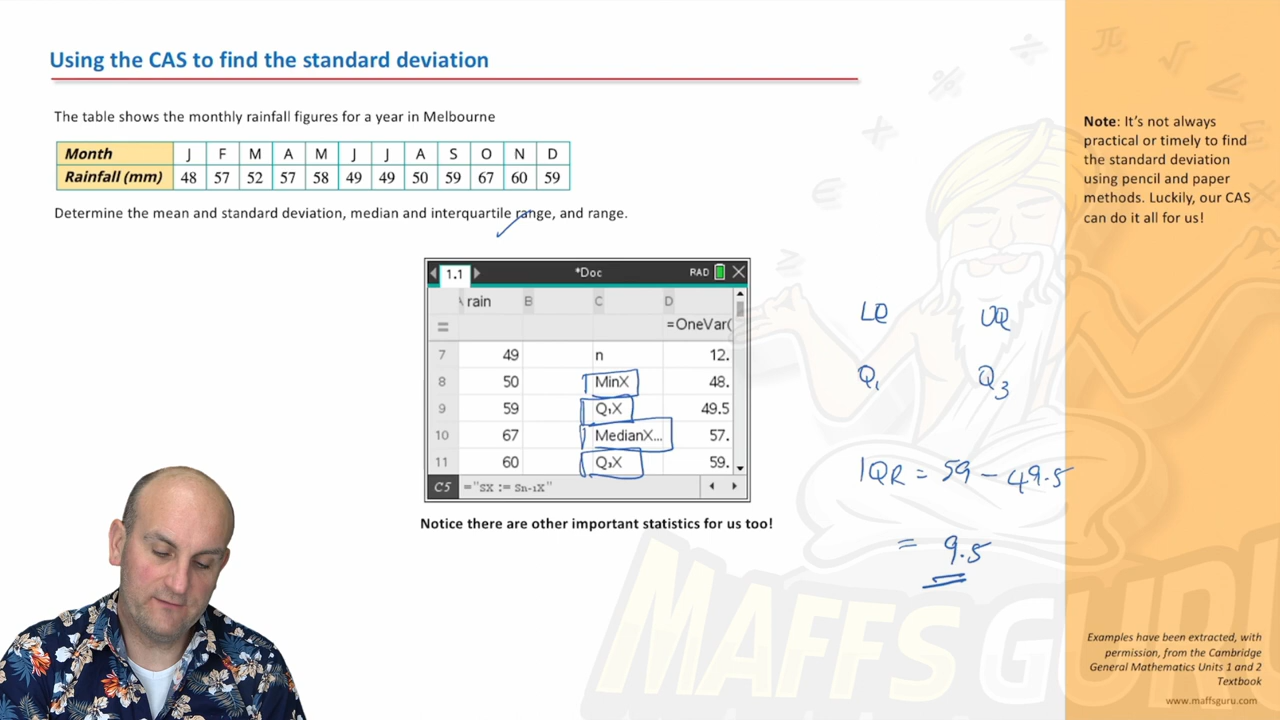 Using the CAS to find the standard deviation
The table shows the monthly rainfall figures for a year in Melbourne
Month J F M A M J J A S O N D
Rainfall (mm) 48 57 52 57 58 49 49 50 59 67 60 59
Determine the mean and standard deviation, median and interquartile range, and range.
1.1 *Doc RAD
A rain B C D
= =OneVar(
7 49 n 12.
8 50 MinX 48.
9 59 Q₁X 49.5
10 67 MedianX... 57.
11 60 Q₃X 59.
C5 ="sx := sn-1x"
Notice there are other important statistics for us too!
LQ UQ
Q₁ Q₃
IQR = 59 - 49.5
= 9.5
Note: It's not always
practical or timely to find
the standard deviation
using pencil and paper
methods. Luckily, our CAS
can do it all for us!
MAFFS GURU
Examples have been extracted, with
permission, from the Cambridge
General Mathematics Units 1 and 2
Textbook
www.maffsguru.com